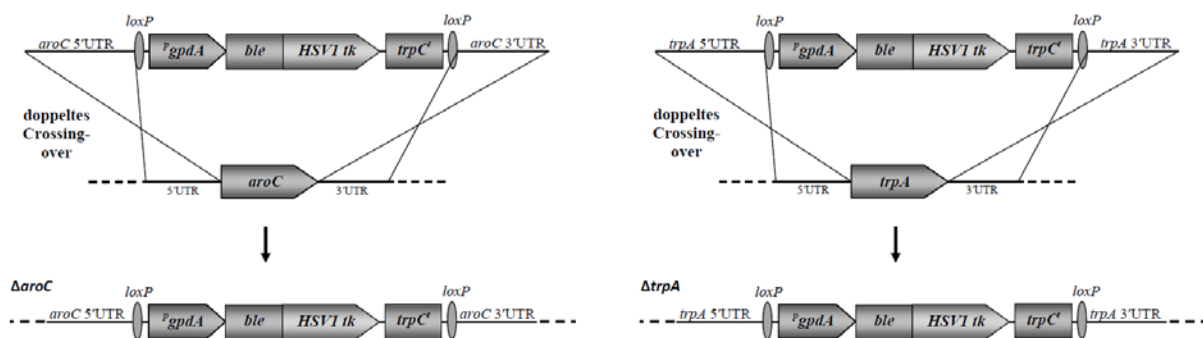 loxP loxP
aroC 5'UTR PgpdA ble HSV1 tk trpCt aroC 3'UTR
doppeltes
Crossing-
over
aroC
5'UTR 3'UTR
ΔaroC
loxP loxP
aroC 5'UTR PgpdA ble HSV1 tk trpCt aroC 3'UTR
loxP loxP
trpA 5'UTR PgpdA ble HSV1 tk trpCt trpA 3'UTR
doppeltes
Crossing-
over
trpA
5'UTR 3'UTR
ΔtrpA
loxP loxP
trpA 5'UTR PgpdA ble HSV1 tk trpCt trpA 3'UTR